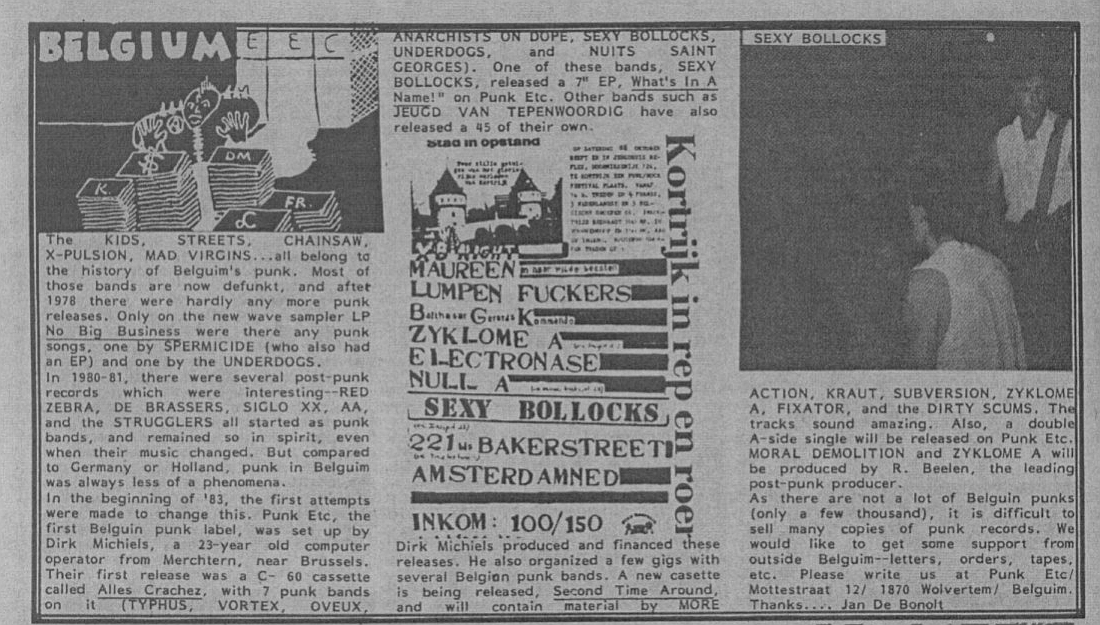 BELGIUM EEC
K.
$
DM
£
FR.
The KIDS, STREETS, CHAINSAW,
X-PULSION, MAD VIRGINS...all belong to
the history of Belguim's punk. Most of
those bands are now defunkt, and after
1978 there were hardly any more punk
releases. Only on the new wave sampler LP
No Big Business were there any punk
songs, one by SPERMICIDE (who also had
an EP) and one by the UNDERDOGS.
In 1980-81, there were several post-punk
records which were interesting--RED
ZEBRA, DE BRASSERS, SIGLO XX, AA,
and the STRUGGLERS all started as punk
bands, and remained so in spirit, even
when their music changed. But compared
to Germany or Holland, punk in Belguim
was always less of a phenomena.
In the beginning of '83, the first attempts
were made to change this. Punk Etc, the
first Belguin punk label, was set up by
Dirk Michiels, a 23-year old computer
operator from Merchtern, near Brussels.
Their first release was a C- 60 cassette
called Alles Crachez, with 7 punk bands
on it (TYPHUS, VORTEX, OVEUX,
ANARCHISTS ON DOPE, SEXY BOLLOCKS,
UNDERDOGS, and NUITS SAINT
GEORGES). One of these bands, SEXY
BOLLOCKS, released a 7" EP, What's In A
Name!" on Punk Etc. Other bands such as
JEUGD VAN TEPENWOORDIG have also
released a 45 of their own.
Stad in opstand
Kortrijk in rep en roer
MAUREEN
LUMPEN FUCKERS
Balthasar Gerards Kommando
ZYKLOME A
ELECTRONASE
NULL A
SEXY BOLLOCKS
221 BAKERSTREET
AMSTERDAMNED
INKOM: 100/150
Dirk Michiels produced and financed these
releases. He also organized a few gigs with
several Belgian punk bands. A new casette
is being released, Second Time Around,
and will contain material by MORE
SEXY BOLLOCKS
ACTION, KRAUT, SUBVERSION, ZYKLOME
A, FIXATOR, and the DIRTY SCUMS. The
tracks sound amazing. Also, a double
A-side single will be released on Punk Etc.
MORAL DEMOLITION and ZYKLOME A will
be produced by R. Beelen, the leading
post-punk producer.
As there are not a lot of Belguin punks
(only a few thousand), it is difficult to
sell many copies of punk records. We
would like to get some support from
outside Belguim--letters, orders, tapes,
etc. Please write us at Punk Etc/
Mottestraat 12/ 1870 Wolvertem/ Belguim.
Thanks.... Jan De Bonolt